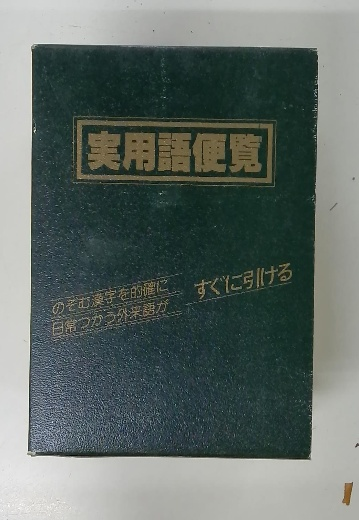 実用語便覧
のぞむ漢字を的確に
日常つかう外来語が
すぐに引ける